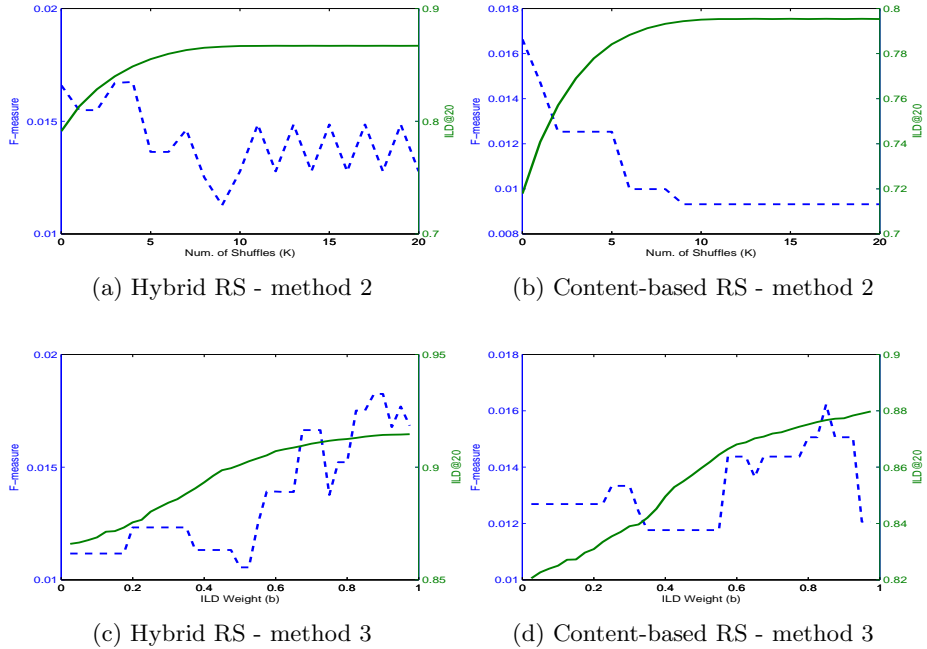 0.02 0.9 0.018 0.8
0.016 0.78
F-measure 0.015 0.8 ILD@20 F-measure 0.014 0.76 ILD@20
0.012 0.74
0.01 0.72
0.01 0.7 0.008 0.7
0 5 10 15 20 0 5 10 15 20
Num. of Shuffles (K) Num. of Shuffles (K)
(a) Hybrid RS - method 2 (b) Content-based RS - method 2
0.02 0.95 0.018 0.9
0.016 0.88
F-measure 0.015 0.9 ILD@20 F-measure 0.014 0.86 ILD@20
0.012 0.84
0.01 0.85 0.01 0.82
0 0.2 0.4 0.6 0.8 1 0 0.2 0.4 0.6 0.8 1
ILD Weight (b) ILD Weight (b)
(c) Hybrid RS - method 3 (d) Content-based RS - method 3